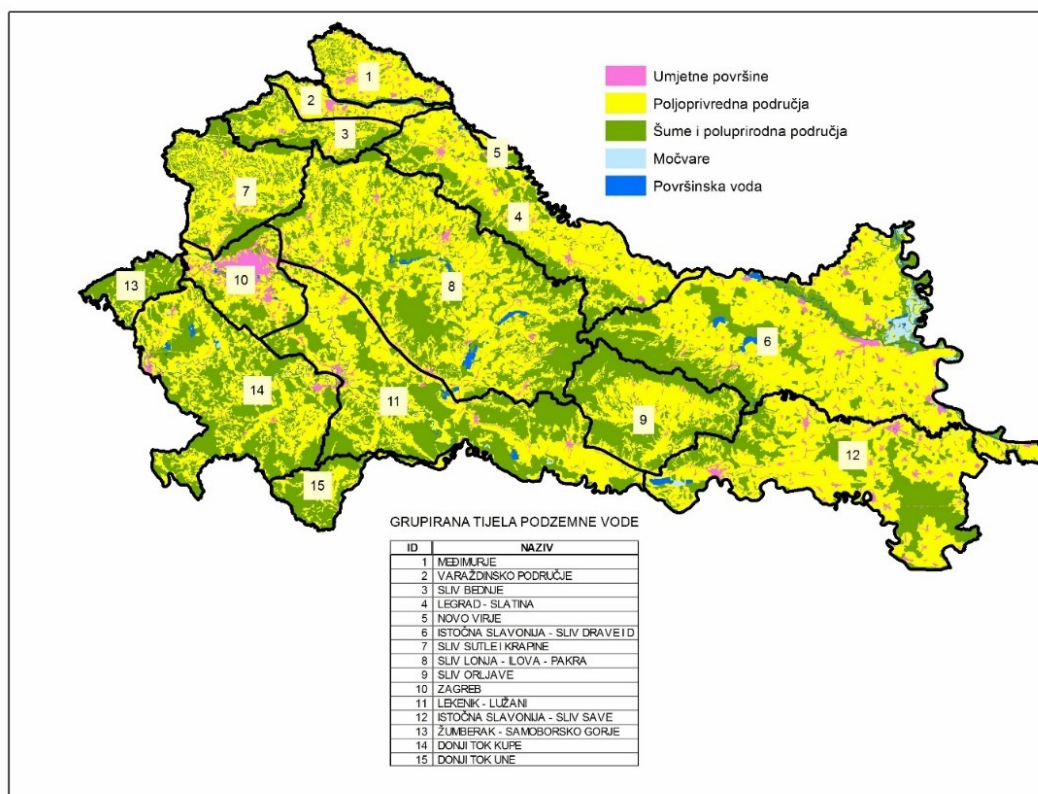 1
2
3
5
7
4
10
8
13
6
14
11
9
12
15
Umjetne površine
Poljoprivredna područja
Šume i poluprirodna područja
Močvare
Površinska voda
GRUPIRANA TIJELA PODZEMNE VODE
ID NAZIV
1 MEĐIMURJE
2 VARAŽDINSKO PODRUČJE
3 SLIV BEDNJE
4 LEGRAD - SLATINA
5 NOVO VIRJE
6 ISTOČNA SLAVONIJA - SLIV DRAVE I D
7 SLIV SUTLE I KRAPINE
8 SLIV LONJA - ILOVA - PAKRA
9 SLIV ORLJAVE
10 ZAGREB
11 LEKENIK - LUŽANI
12 ISTOČNA SLAVONIJA - SLIV SAVE
13 ŽUMBERAK - SAMOBORSKO GORJE
14 DONJI TOK KUPE
15 DONJI TOK UNE